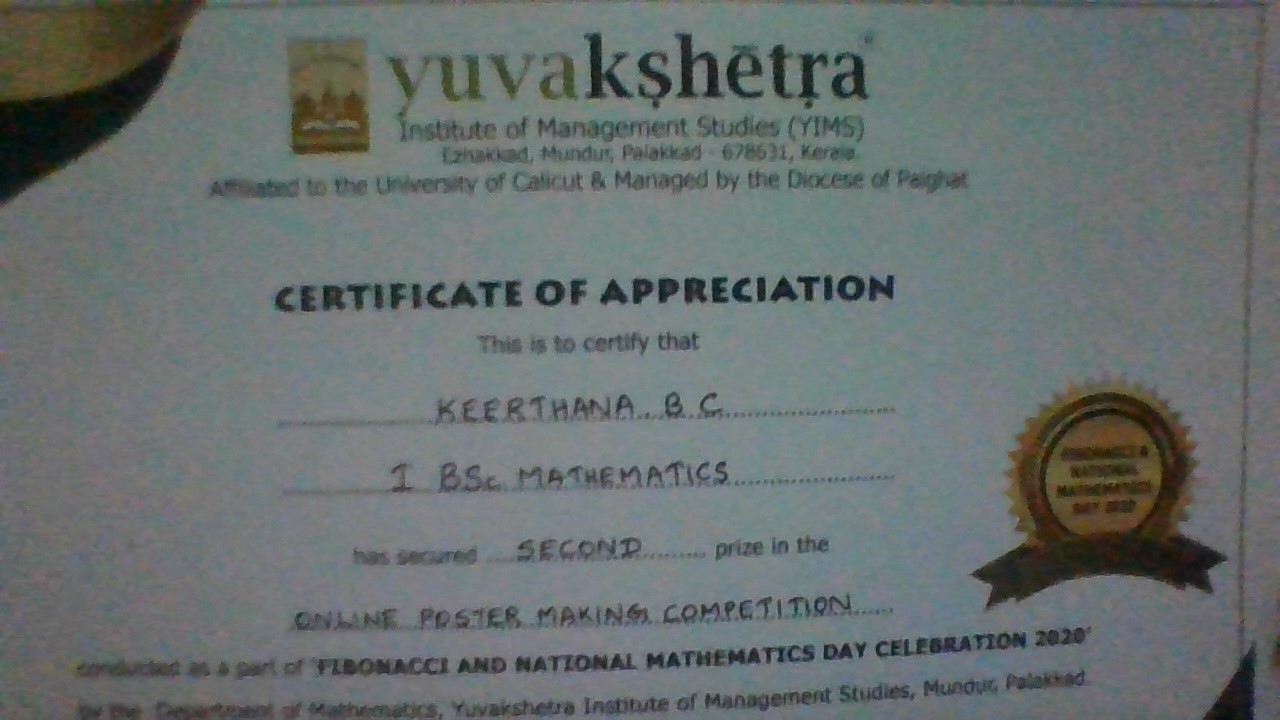 yuvakṣhētṛa
Institute of Management Studies (YIMS)
Ezhakkad, Mundur, Palakkad - 678631, Kerala.
Affiliated to the University of Calicut & Managed by the Diocese of Palghat
CERTIFICATE OF APPRECIATION
This is to certify that
KEERTHANA B C
I BSc MATHEMATICS
has secured SECOND prize in the
ONLINE POSTER MAKING COMPETITION
conducted as a part of 'FIBONACCI AND NATIONAL MATHEMATICS DAY CELEBRATION 2020'
by the Department of Mathematics, Yuvakshetra Institute of Management Studies, Mundur, Palakkad
FIBONACCI &
NATIONAL
MATHEMATICS
DAY 2020